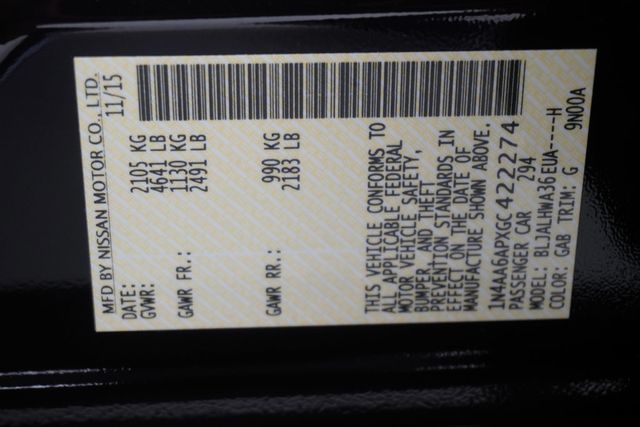 MFD BY NISSAN MOTOR CO., LTD.
DATE: 11/15
GVWR: 2105 KG
4641 LB
GAWR FR.: 1130 KG
2491 LB
GAWR RR.: 990 KG
2183 LB
THIS VEHICLE CONFORMS TO
ALL APPLICABLE FEDERAL
MOTOR VEHICLE SAFETY,
BUMPER, AND THEFT
PREVENTION STANDARDS IN
EFFECT ON THE DATE OF
MANUFACTURE SHOWN ABOVE.
1N4AA6APXGC422274
PASSENGER CAR 294
MODEL: BLJALHWA36EUA----H
COLOR: GAB TRIM: G 9N00A